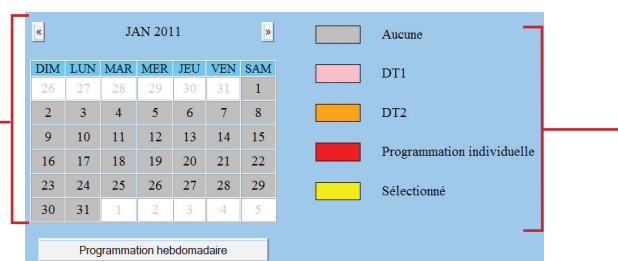 « JAN 2011 »
DIM LUN MAR MER JEU VEN SAM
26 27 28 29 30 31 1
2 3 4 5 6 7 8
9 10 11 12 13 14 15
16 17 18 19 20 21 22
23 24 25 26 27 28 29
30 31 1 2 3 4 5
Programmation hebdomadaire
Aucune
DT1
DT2
Programmation individuelle
Sélectionné